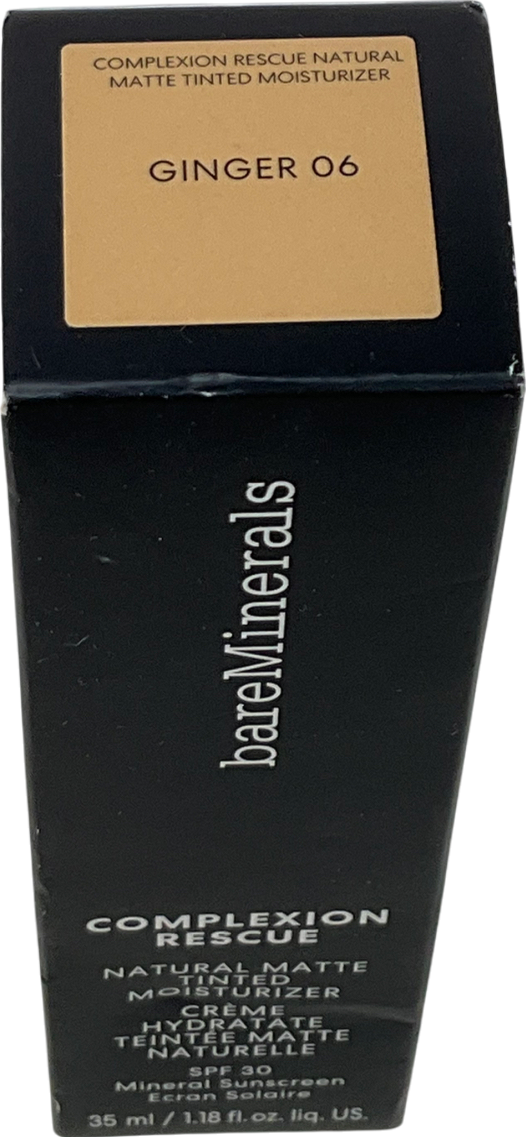 COMPLEXION RESCUE NATURAL
MATTE TINTED MOISTURIZER
GINGER 06
bareMinerals
COMPLEXION
RESCUE
NATURAL MATTE
TINTED
MOISTURIZER
CRÈME
HYDRATATE
TEINTÉE MATTE
NATURELLE
SPF 30
Mineral Sunscreen
Ecran Solaire
35 ml / 1.18 fl. oz. liq. US.